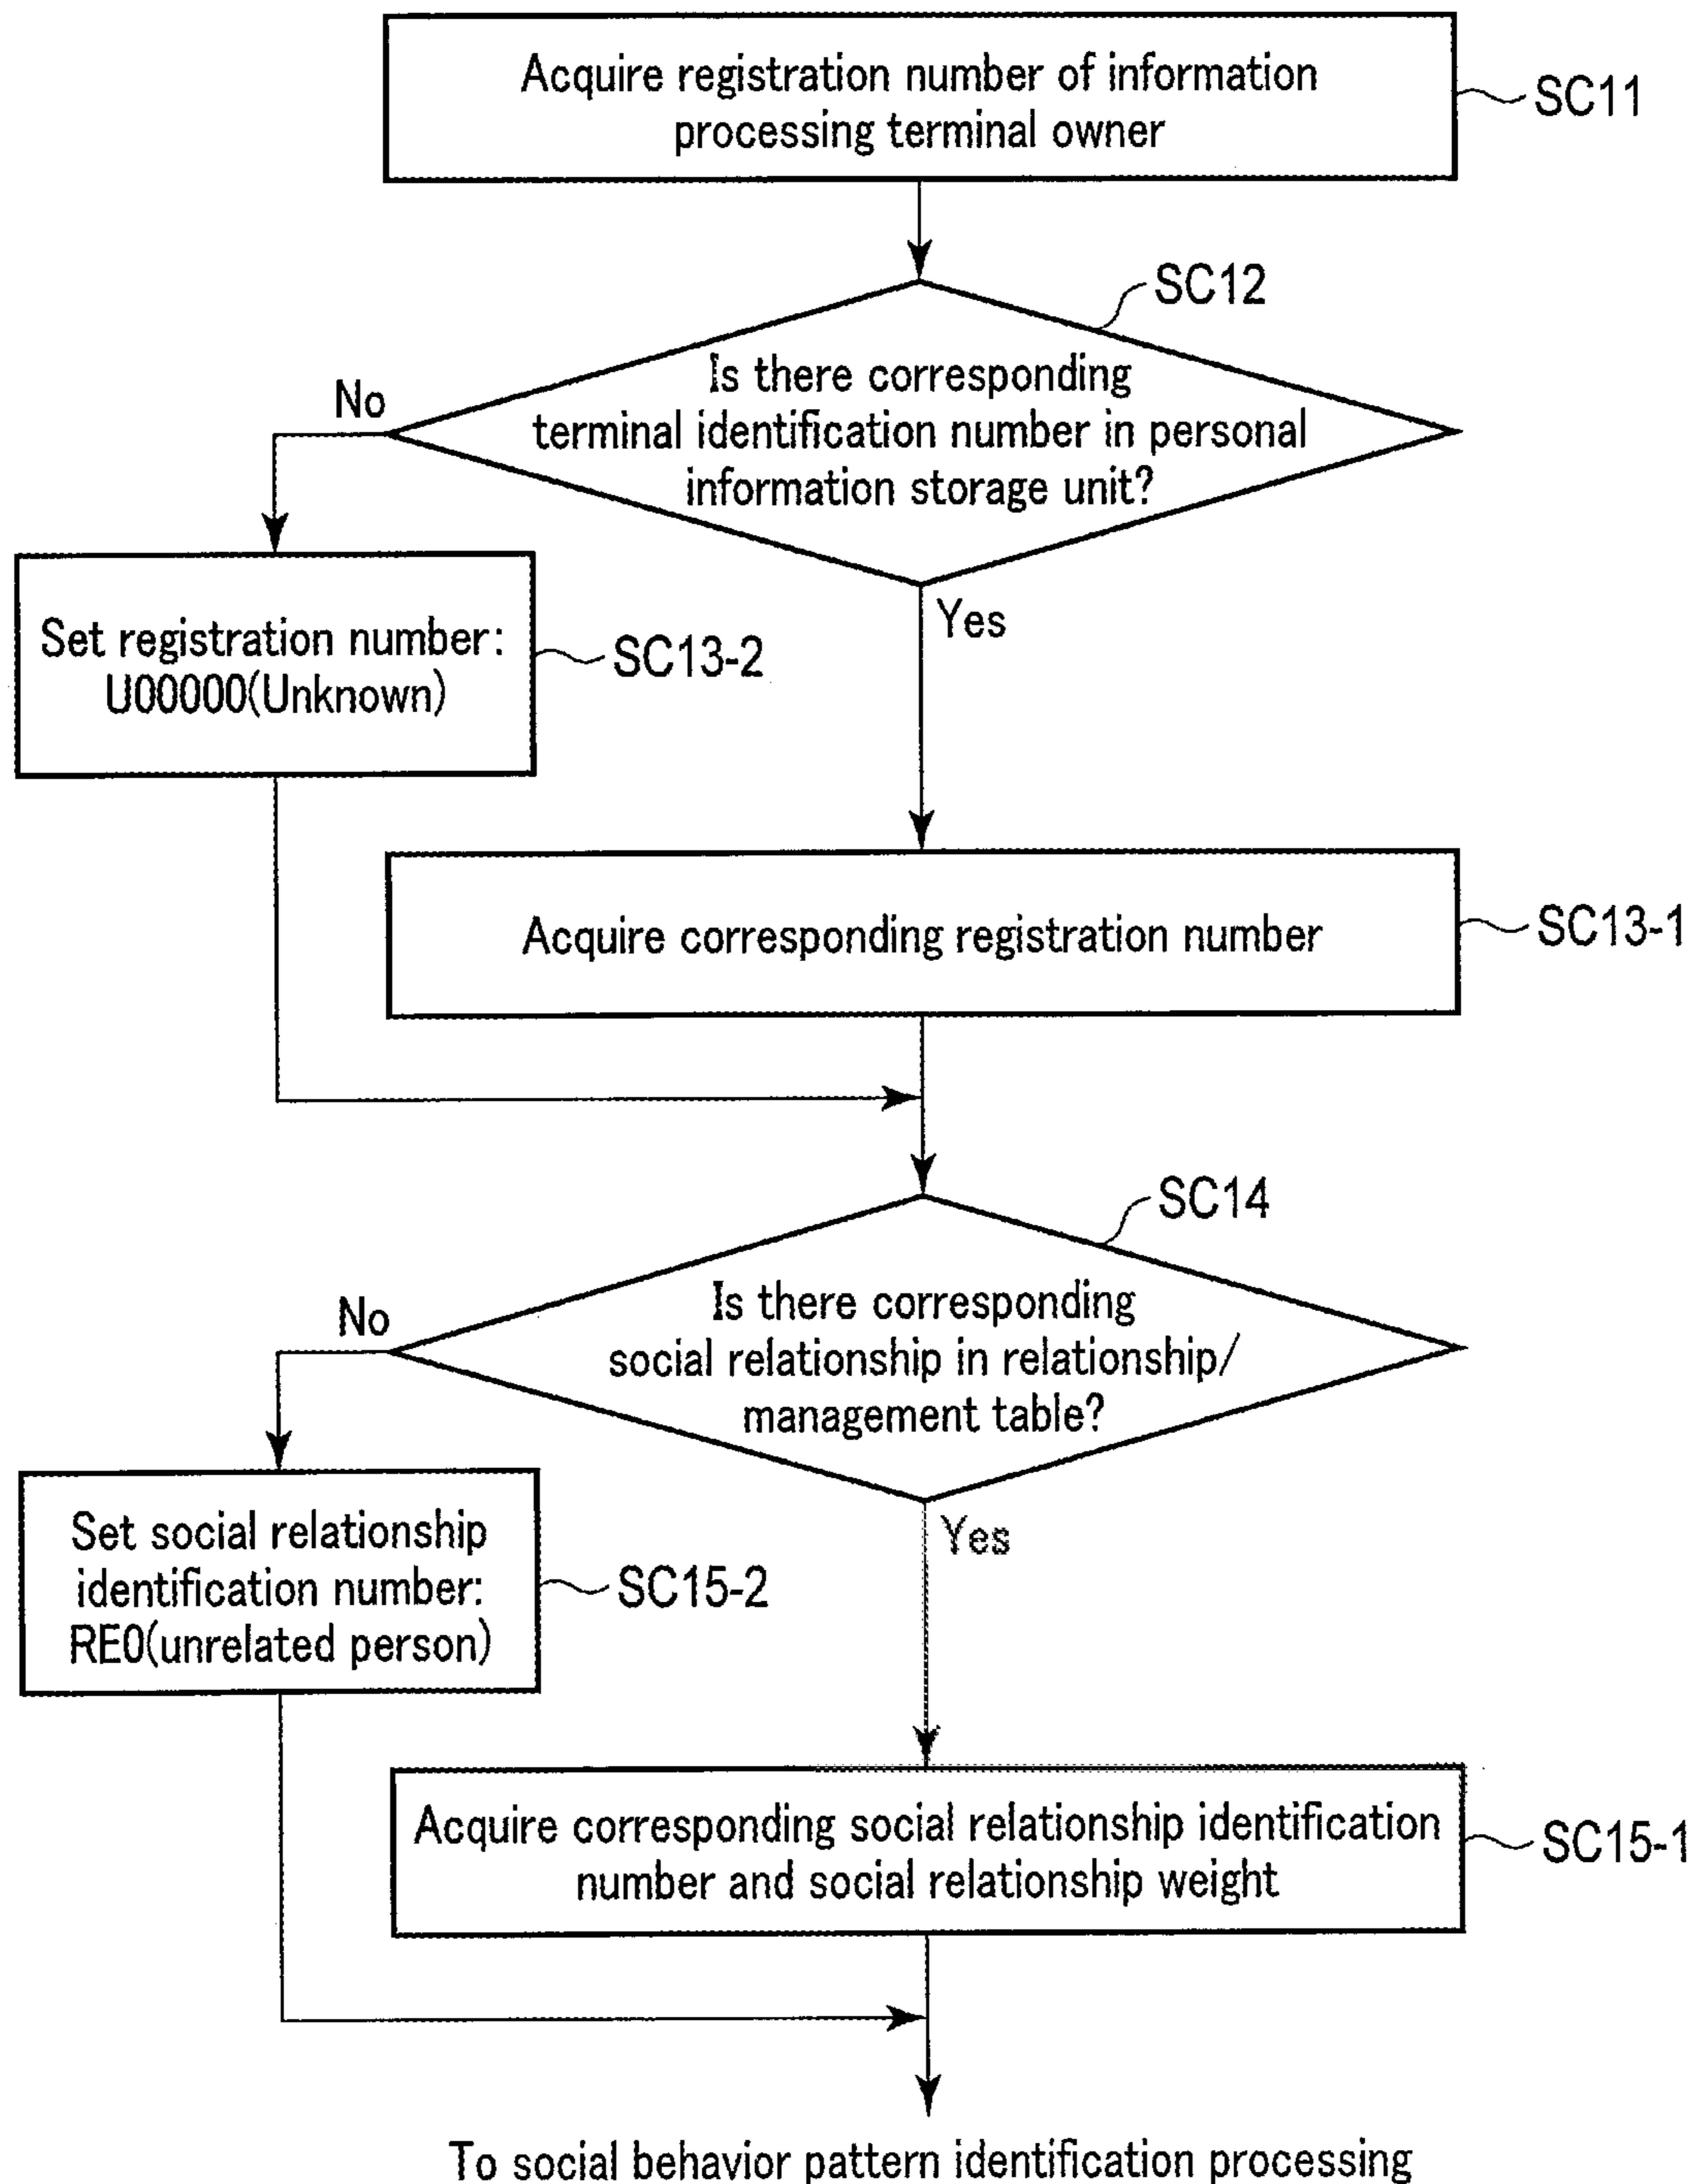 Acquire registration number of information
processing terminal owner
SC11
SC12
Is there corresponding
terminal identification number in personal
information storage unit?
No
Yes
Set registration number:
U00000(Unknown)
SC13-2
Acquire corresponding registration number
SC13-1
SC14
Is there corresponding
social relationship in relationship/
management table?
No
Yes
Set social relationship
identification number:
RE0(unrelated person)
SC15-2
Acquire corresponding social relationship identification
number and social relationship weight
SC15-1
To social behavior pattern identification processing